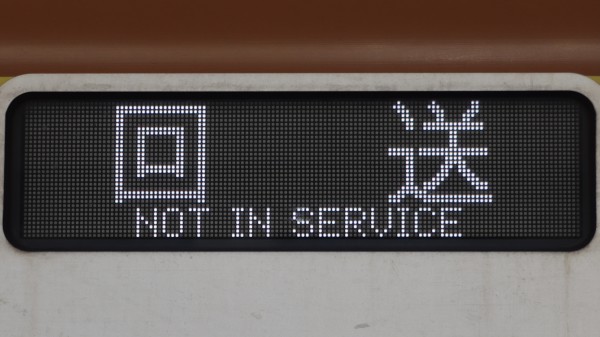 回送
NOT IN SERVICE